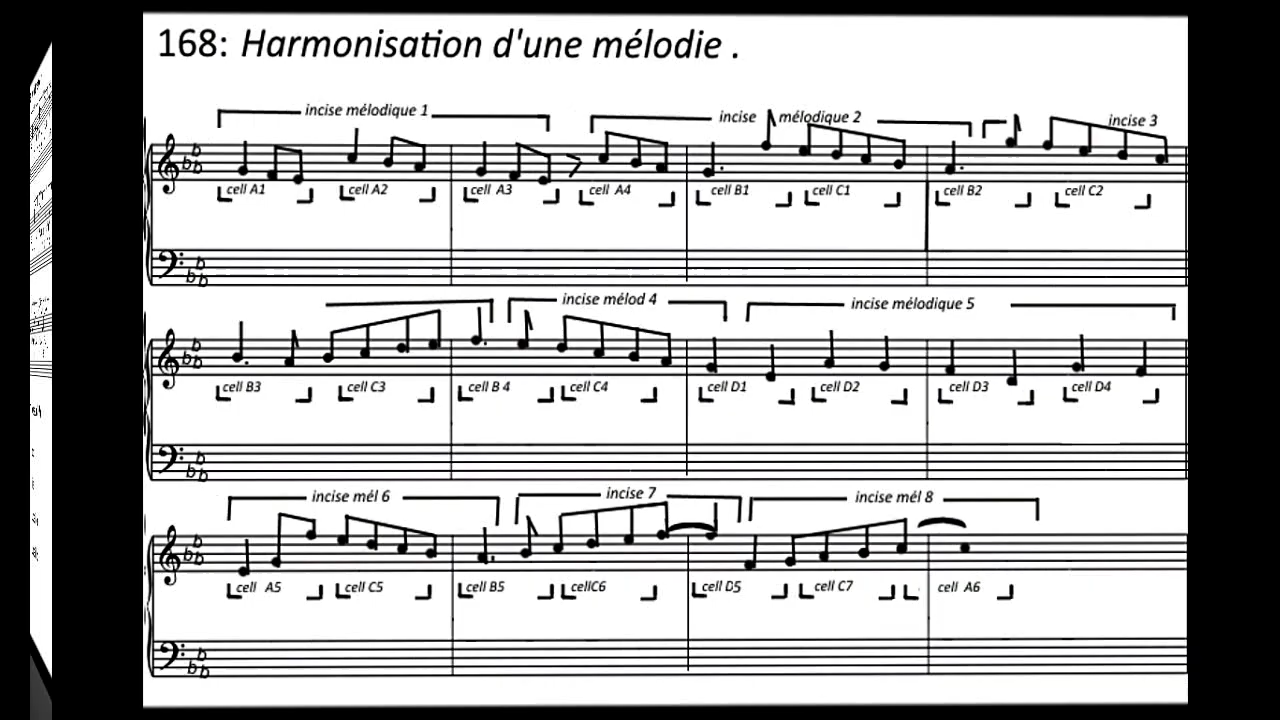 168: Harmonisation d'une mélodie .
incise mélodique 1 incise mélodique 2 incise 3
cell A1 cell A2 cell A3 cell A4 cell B1 cell C1 cell B2 cell C2
incise mélod 4 incise mélodique 5
cell B3 cell C3 cell B 4 cell C4 cell D1 cell D2 cell D3 cell D4
incise mél 6 incise 7 incise mél 8
cell A5 cell C5 cell B5 cellC6 cell D5 cell C7 cell A6